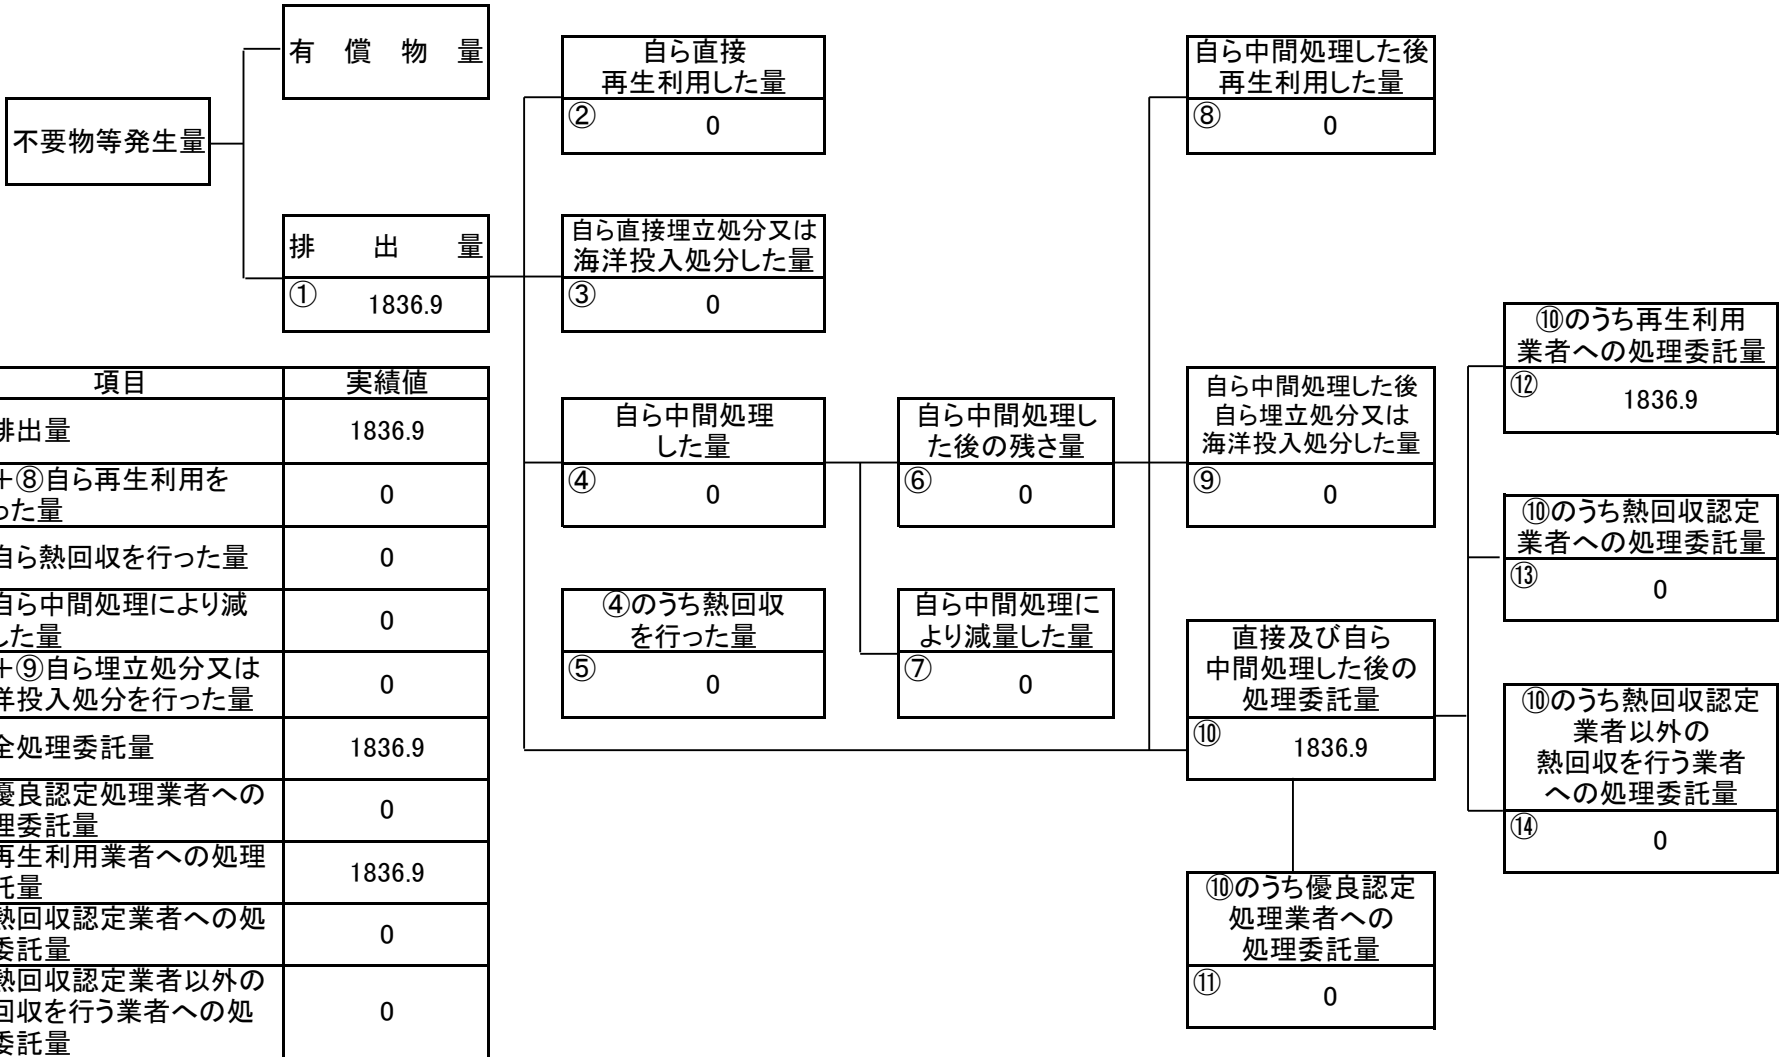 有償物量
不要物等発生量
排出量
①
1836.9
自ら直接
再生利用した量
②
0
自ら直接埋立処分又は
海洋投入処分した量
③
0
自ら中間処理
した量
④
0
④のうち熱回収
を行った量
⑤
0
自ら中間処理し
た後の残さ量
⑥
0
自ら中間処理に
より減量した量
⑦
0
自ら中間処理した後
再生利用した量
⑧
0
自ら中間処理した後
自ら埋立処分又は
海洋投入処分した量
⑨
0
直接及び自ら
中間処理した後の
処理委託量
⑩
1836.9
⑩のうち優良認定
処理業者への
処理委託量
⑪
0
⑩のうち再生利用
業者への処理委託量
⑫
1836.9
⑩のうち熱回収認定
業者への処理委託量
⑬
0
⑩のうち熱回収認定
業者以外の
熱回収を行う業者
への処理委託量
⑭
0
項目
実績値
排出量
1836.9
+⑧自ら再生利用を
った量
0
自ら熱回収を行った量
0
自ら中間処理により減
した量
0
+⑨自ら埋立処分又は
洋投入処分を行った量
0
全処理委託量
1836.9
優良認定処理業者への
理委託量
0
再生利用業者への処理
託量
1836.9
熱回収認定業者への処
委託量
0
熱回収認定業者以外の
回収を行う業者への処
委託量
0